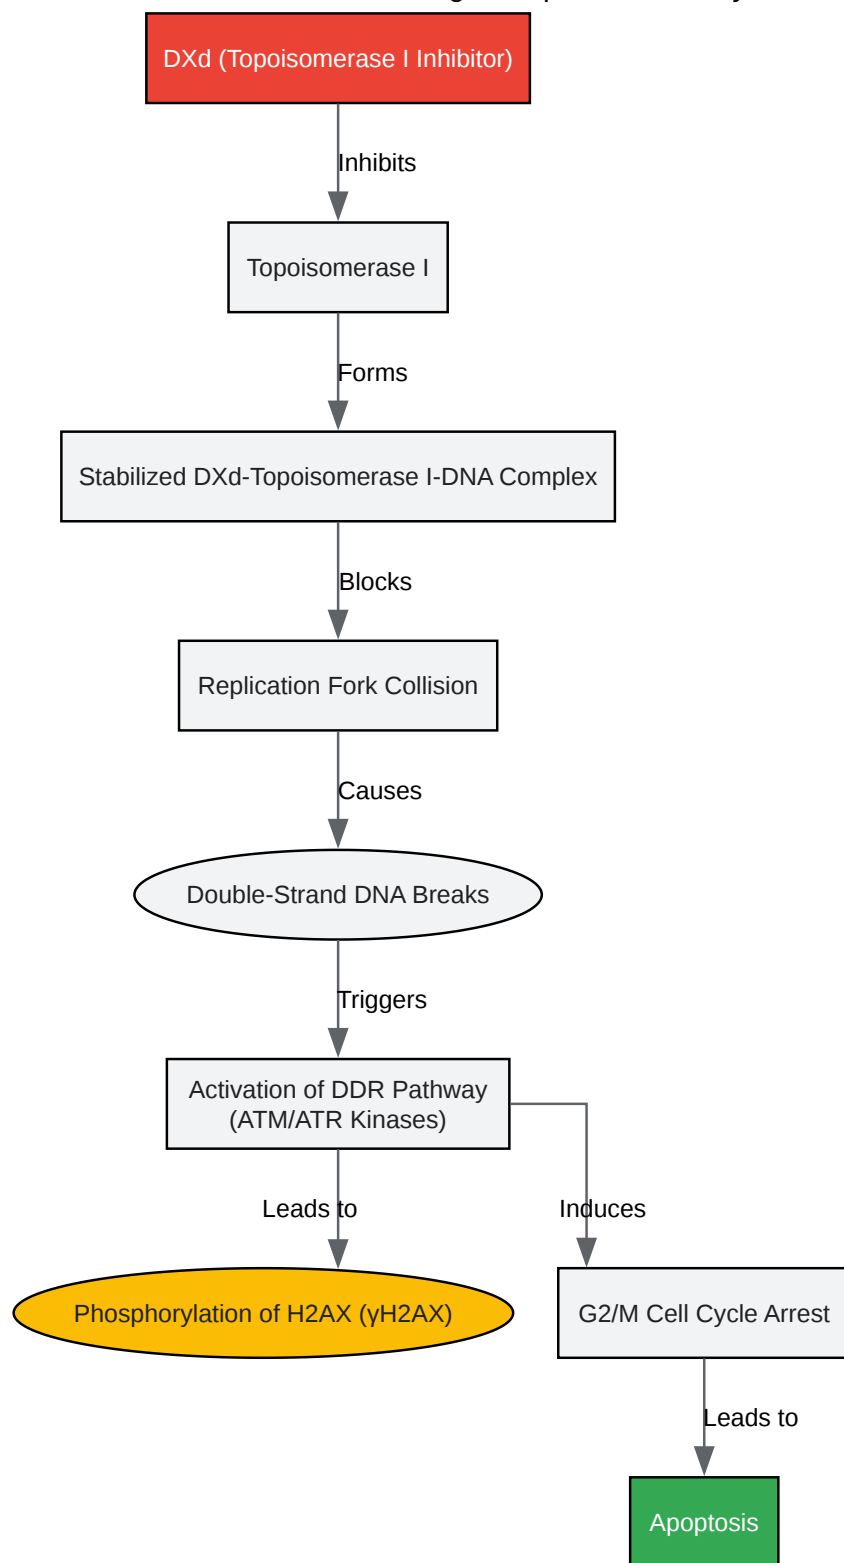 DXd (Topoisomerase I Inhibitor)
Inhibits
Topoisomerase I
Forms
Stabilized DXd-Topoisomerase I-DNA Complex
Blocks
Replication Fork Collision
Causes
Double-Strand DNA Breaks
Triggers
Activation of DDR Pathway
(ATM/ATR Kinases)
Leads to
Induces
Phosphorylation of H2AX (γH2AX)
G2/M Cell Cycle Arrest
Leads to
Apoptosis